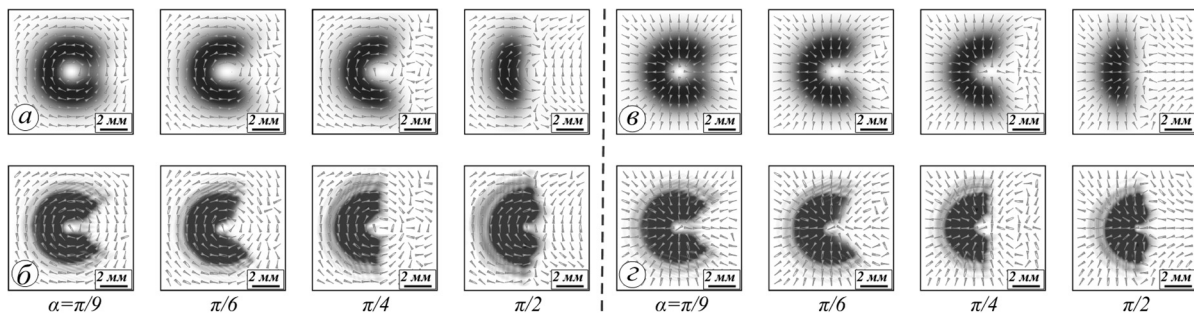 а 2 мм 2 мм 2 мм 2 мм в 2 мм 2 мм 2 мм 2 мм
б 2 мм 2 мм 2 мм 2 мм г 2 мм 2 мм 2 мм 2 мм
α=π/9 π/6 π/4 π/2 α=π/9 π/6 π/4 π/2